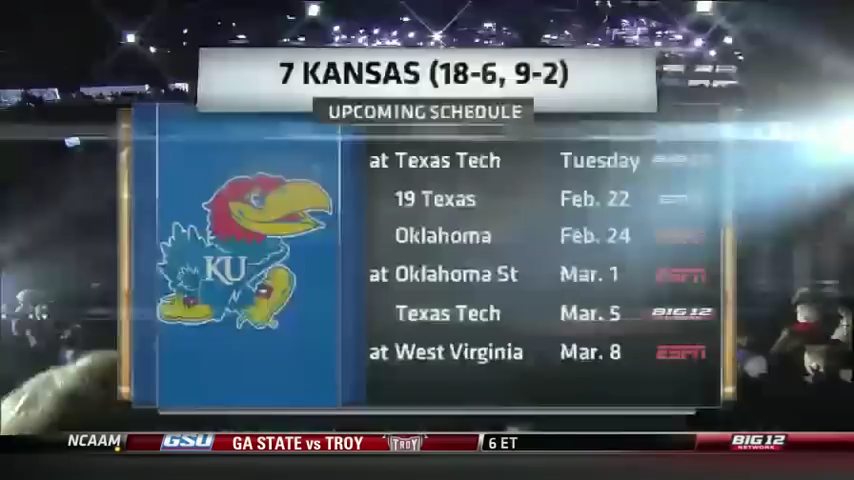 7 KANSAS (18-6, 9-2)
UPCOMING SCHEDULE
at Texas Tech Tuesday
19 Texas Feb. 22
Oklahoma Feb. 24
at Oklahoma St Mar. 1 ESPN
Texas Tech Mar. 5 BIG 12
at West Virginia Mar. 8 ESPN
KU
NCAAM GSU GA STATE vs TROY TROY 6 ET BIG 12
NETWORK